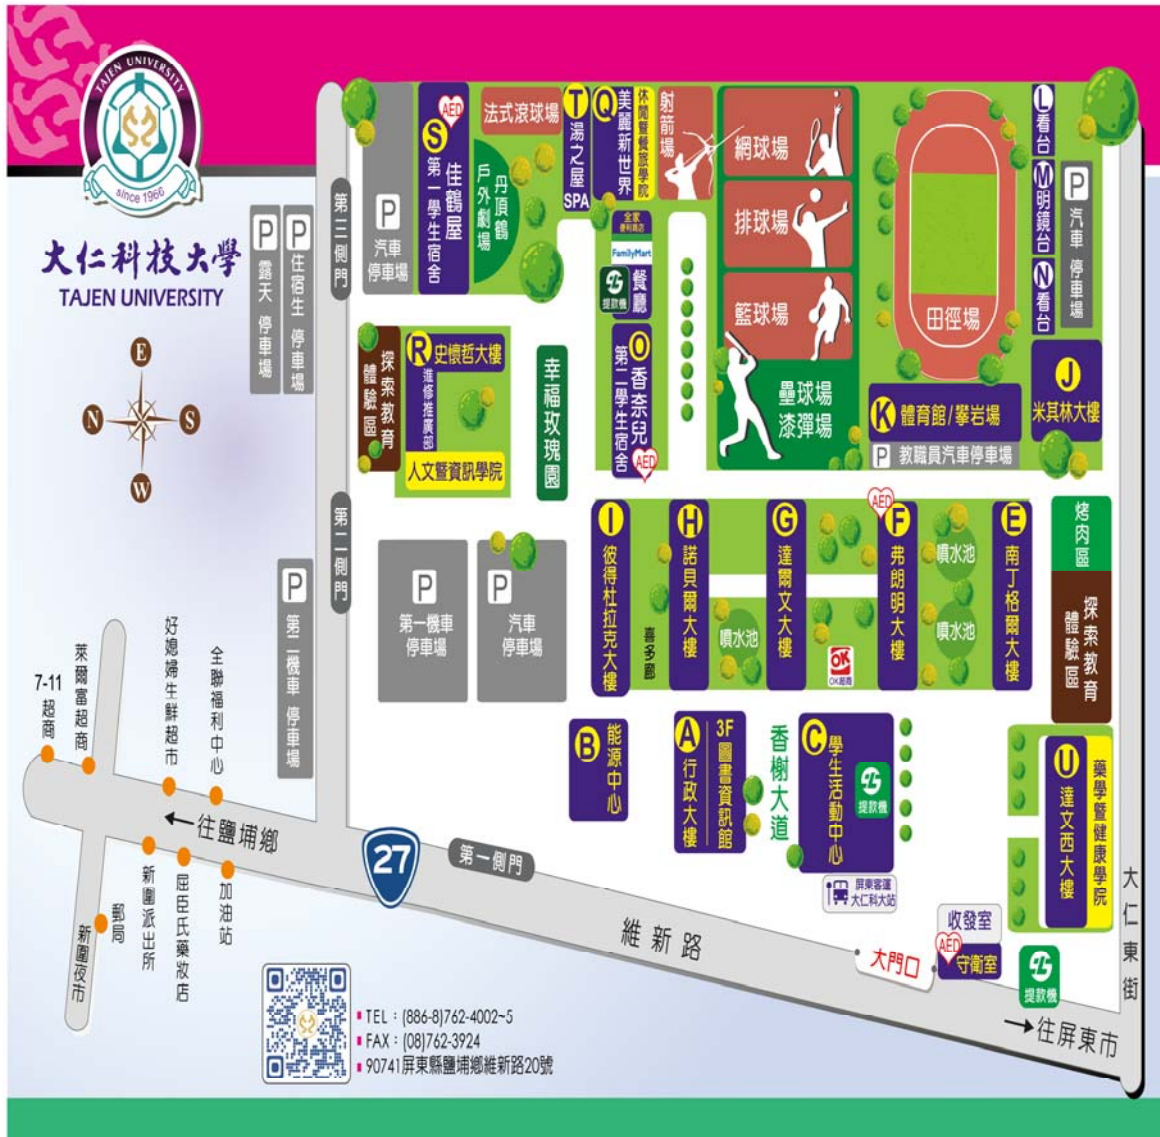 TAJEN UNIVERSITY
since 1966
大仁科技大學
TAJEN UNIVERSITY
E
N
S
W
P
露天 停車場
P
住宿生 停車場
第三側門
P
汽車
停車場
AED
S
佳鶴屋
第一學生宿舍
法式滾球場
丹頂鶴
戶外劇場
T
湯之屋
SPA
Q
美麗新世界
休閒暨餐旅學院
射箭場
網球場
排球場
籃球場
壘球場
漆彈場
田徑場
L
看台
M
明鏡台
N
看台
P
汽車 停車場
全家
便利商店
FamilyMart
提款機
餐廳
O
香奈兒
第二學生宿舍
AED
探索教育
體驗區
R
史懷哲大樓
進修推廣部
人文暨資訊學院
幸福玫瑰園
K
體育館/攀岩場
P
教職員汽車停車場
J
米其林大樓
第二側門
P
第二機車 停車場
P
第一機車
停車場
P
汽車
停車場
I
彼得杜拉克大樓
喜多廊
H
諾貝爾大樓
噴水池
G
達爾文大樓
OK
OK超商
AED
F
弗朗明大樓
噴水池
噴水池
E
南丁格爾大樓
烤肉區
探索教育
體驗區
B
能源中心
A
行政大樓
3F
圖書資訊館
香榭大道
C
學生活動中心
提款機
U
達文西大樓
藥學暨健康學院
屏東客運
大仁科大站
收發室
AED
守衛室
大門口
提款機
大仁東街
7-11
超商
萊爾富超商
好媳婦生鮮超市
全聯福利中心
←往鹽埔鄉
27
第一側門
維新路
→往屏東市
新圍夜市
郵局
新圍派出所
屈臣氏藥妝店
加油站
TEL：(886-8)762-4002~5
FAX：(08)762-3924
90741屏東縣鹽埔鄉維新路20號